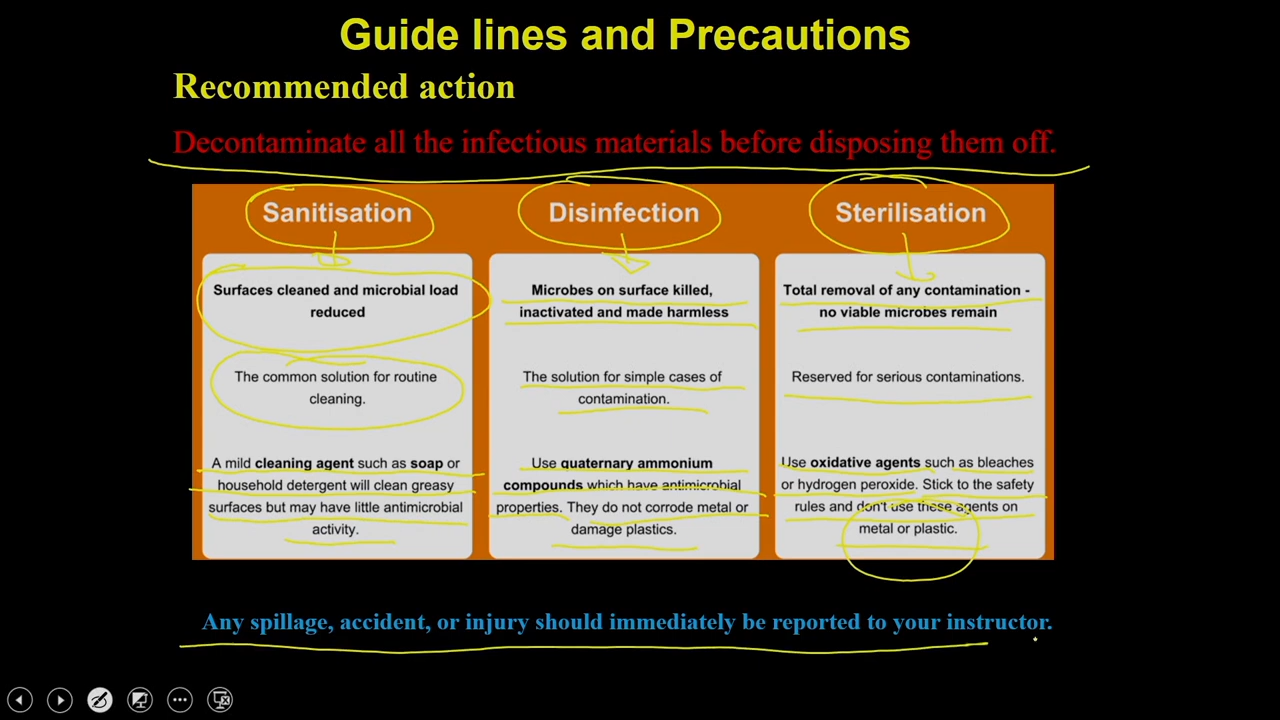 Guide lines and Precautions
Recommended action
Decontaminate all the infectious materials before disposing them off.
Sanitisation
Surfaces cleaned and microbial load
reduced
The common solution for routine
cleaning.
A mild cleaning agent such as soap or
household detergent will clean greasy
surfaces but may have little antimicrobial
activity.
Disinfection
Microbes on surface killed,
inactivated and made harmless
The solution for simple cases of
contamination.
Use quaternary ammonium
compounds which have antimicrobial
properties. They do not corrode metal or
damage plastics.
Sterilisation
Total removal of any contamination -
no viable microbes remain
Reserved for serious contaminations.
Use oxidative agents such as bleaches
or hydrogen peroxide. Stick to the safety
rules and don't use these agents on
metal or plastic.
Any spillage, accident, or injury should immediately be reported to your instructor.